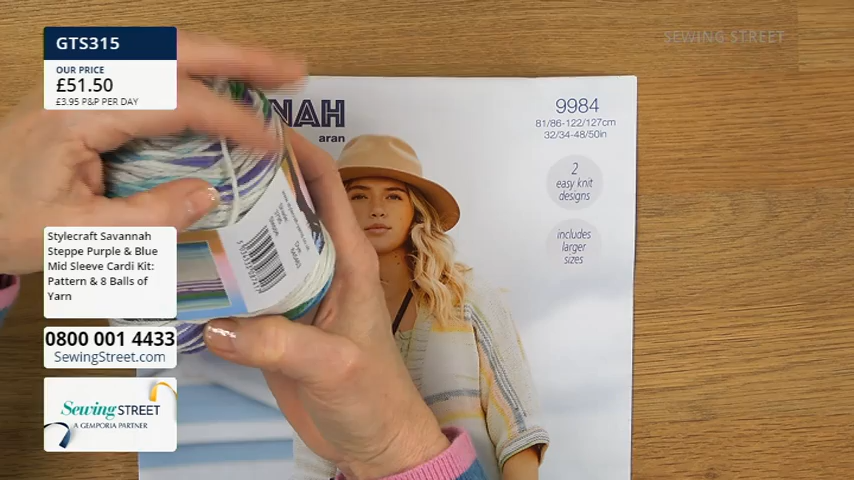 GTS315
OUR PRICE
£51.50
£3.95 P&P PER DAY
Stylecraft Savannah
Steppe Purple & Blue
Mid Sleeve Cardi Kit:
Pattern & 8 Balls of
Yarn
0800 001 4433
SewingStreet.com
Sewing STREET
A GEMPORIA PARTNER
SEWING STREET
NAH
aran
9984
81/86-122/127cm
32/34-48/50in
2
easy knit
designs
includes
larger
sizes